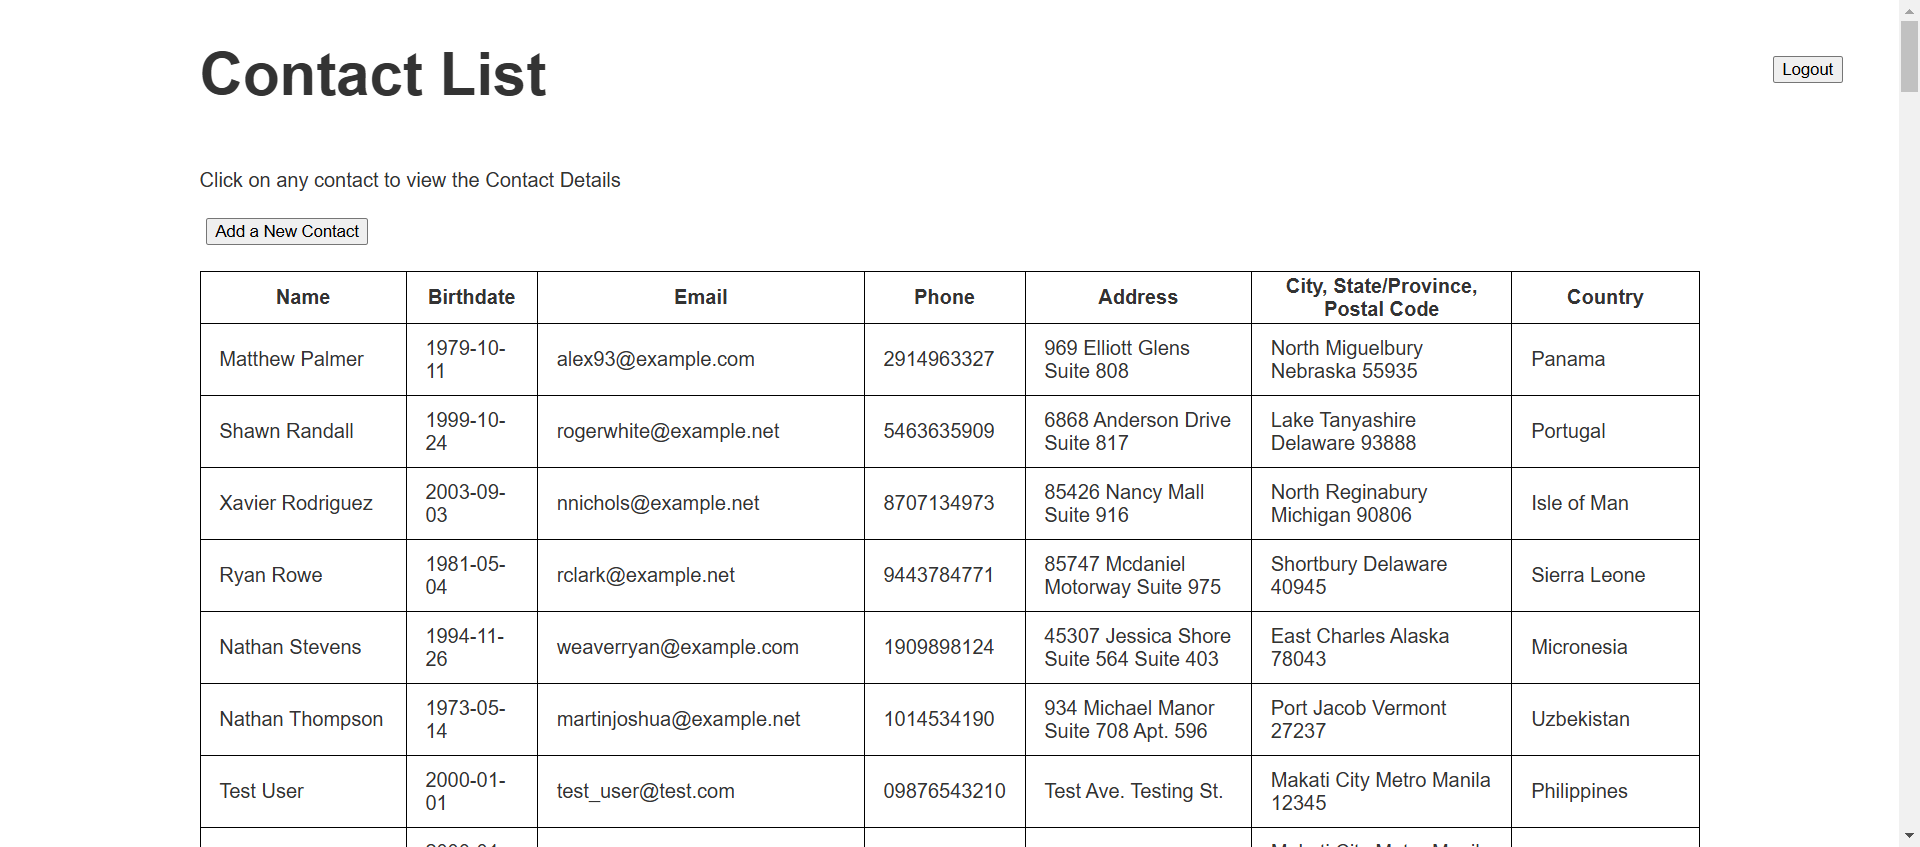 Contact List
Logout
Click on any contact to view the Contact Details
Add a New Contact
Name Birthdate Email Phone Address City, State/Province, Postal Code Country
Matthew Palmer 1979-10-11 alex93@example.com 2914963327 969 Elliott Glens Suite 808 North Miguelbury Nebraska 55935 Panama
Shawn Randall 1999-10-24 rogerwhite@example.net 5463635909 6868 Anderson Drive Suite 817 Lake Tanyashire Delaware 93888 Portugal
Xavier Rodriguez 2003-09-03 nnichols@example.net 8707134973 85426 Nancy Mall Suite 916 North Reginabury Michigan 90806 Isle of Man
Ryan Rowe 1981-05-04 rclark@example.net 9443784771 85747 Mcdaniel Motorway Suite 975 Shortbury Delaware 40945 Sierra Leone
Nathan Stevens 1994-11-26 weaverryan@example.com 1909898124 45307 Jessica Shore Suite 564 Suite 403 East Charles Alaska 78043 Micronesia
Nathan Thompson 1973-05-14 martinjoshua@example.net 1014534190 934 Michael Manor Suite 708 Apt. 596 Port Jacob Vermont 27237 Uzbekistan
Test User 2000-01-01 test_user@test.com 09876543210 Test Ave. Testing St. Makati City Metro Manila 12345 Philippines